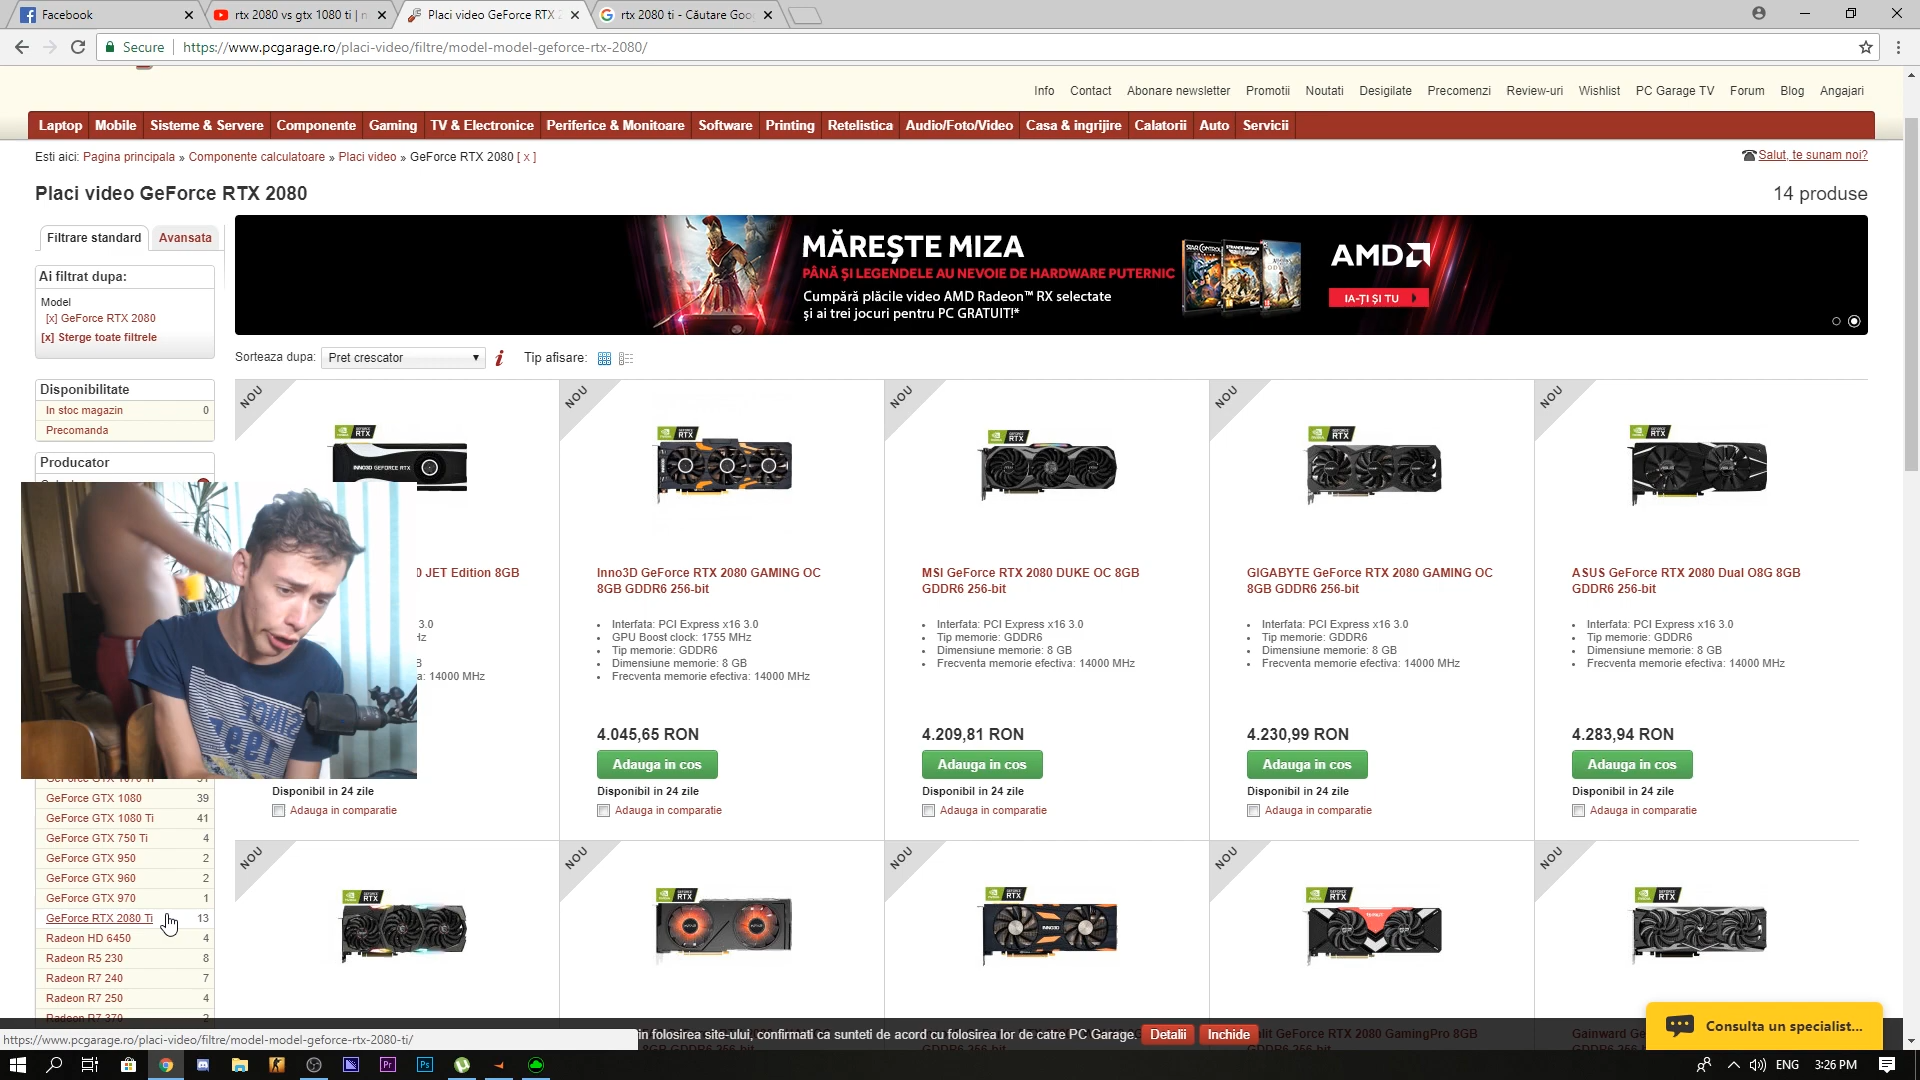 Facebook
rtx 2080 vs gtx 1080 ti | n
Placi video GeForce RTX 2
rtx 2080 ti - Căutare Goo
Secure
https://www.pcgarage.ro/placi-video/filtre/model-model-geforce-rtx-2080/
Info Contact Abonare newsletter Promotii Noutati Desigilate Precomenzi Review-uri Wishlist PC Garage TV Forum Blog Angajari
Laptop Mobile Sisteme & Servere Componente Gaming TV & Electronice Periferice & Monitoare Software Printing Retelistica Audio/Foto/Video Casa & ingrijire Calatorii Auto Servicii
Esti aici: Pagina principala » Componente calculatoare » Placi video » GeForce RTX 2080 [ x ]
Salut, te sunam noi?
Placi video GeForce RTX 2080
14 produse
Filtrare standard
Avansata
MĂREȘTE MIZA
PÂNĂ ȘI LEGENDELE AU NEVOIE DE HARDWARE PUTERNIC
Cumpără plăcile video AMD Radeon™ RX selectate
și ai trei jocuri pentru PC GRATUIT!*
AMD
IA-ȚI ȘI TU
Ai filtrat dupa:
Model
[x] GeForce RTX 2080
[x] Sterge toate filtrele
Sorteaza dupa: Pret crescator
Tip afisare:
Disponibilitate
In stoc magazin 0
Precomanda
Producator
NOU
NOU
NOU
NOU
NOU
INNO3D GEFORCE RTX
0 JET Edition 8GB
3.0
Hz
B
a: 14000 MHz
Disponibil in 24 zile
Adauga in comparatie
Inno3D GeForce RTX 2080 GAMING OC
8GB GDDR6 256-bit
Interfata: PCI Express x16 3.0
GPU Boost clock: 1755 MHz
Tip memorie: GDDR6
Dimensiune memorie: 8 GB
Frecventa memorie efectiva: 14000 MHz
4.045,65 RON
Adauga in cos
Disponibil in 24 zile
Adauga in comparatie
MSI GeForce RTX 2080 DUKE OC 8GB
GDDR6 256-bit
Interfata: PCI Express x16 3.0
Tip memorie: GDDR6
Dimensiune memorie: 8 GB
Frecventa memorie efectiva: 14000 MHz
4.209,81 RON
Adauga in cos
Disponibil in 24 zile
Adauga in comparatie
GIGABYTE GeForce RTX 2080 GAMING OC
8GB GDDR6 256-bit
Interfata: PCI Express x16 3.0
Tip memorie: GDDR6
Dimensiune memorie: 8 GB
Frecventa memorie efectiva: 14000 MHz
4.230,99 RON
Adauga in cos
Disponibil in 24 zile
Adauga in comparatie
ASUS GeForce RTX 2080 Dual O8G 8GB
GDDR6 256-bit
Interfata: PCI Express x16 3.0
Tip memorie: GDDR6
Dimensiune memorie: 8 GB
Frecventa memorie efectiva: 14000 MHz
4.283,94 RON
Adauga in cos
Disponibil in 24 zile
Adauga in comparatie
GeForce GTX 1080 39
GeForce GTX 1080 Ti 41
GeForce GTX 750 Ti 4
GeForce GTX 950 2
GeForce GTX 960 2
GeForce GTX 970 1
GeForce RTX 2080 Ti 13
Radeon HD 6450 4
Radeon R5 230 8
Radeon R7 240 7
Radeon R7 250 4
Radeon R7 370 2
NOU
NOU
NOU
NOU
NOU
in folosirea site-ului, confirmati ca sunteti de acord cu folosirea lor de catre PC Garage. Detalii Inchide
GeForce RTX 2080 GamingPro 8GB
Gainward Ge
Consulta un specialist...
https://www.pcgarage.ro/placi-video/filtre/model-model-geforce-rtx-2080-ti/
ENG 3:26 PM